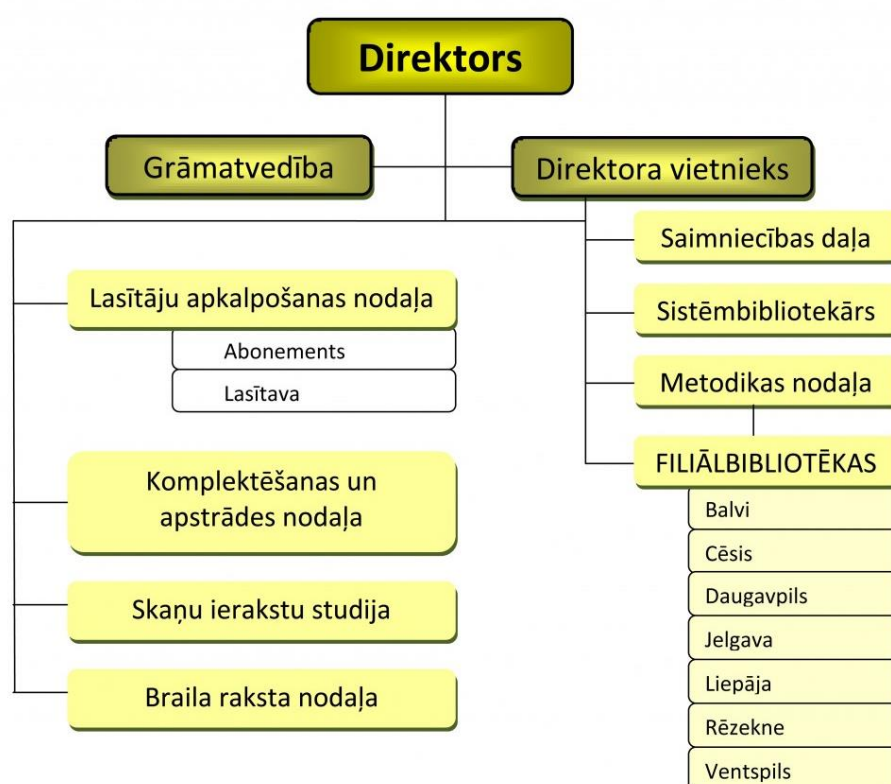 Direktors
Grāmatvedība
Direktora vietnieks
Lasītāju apkalpošanas nodaļa
Abonements
Lasītava
Komplektēšanas un
apstrādes nodaļa
Skaņu ierakstu studija
Braila raksta nodaļa
Saimniecības daļa
Sistēmbibliotekārs
Metodikas nodaļa
FILIĀLBIBLIOTĒKAS
Balvi
Cēsis
Daugavpils
Jelgava
Liepāja
Rēzekne
Ventspils